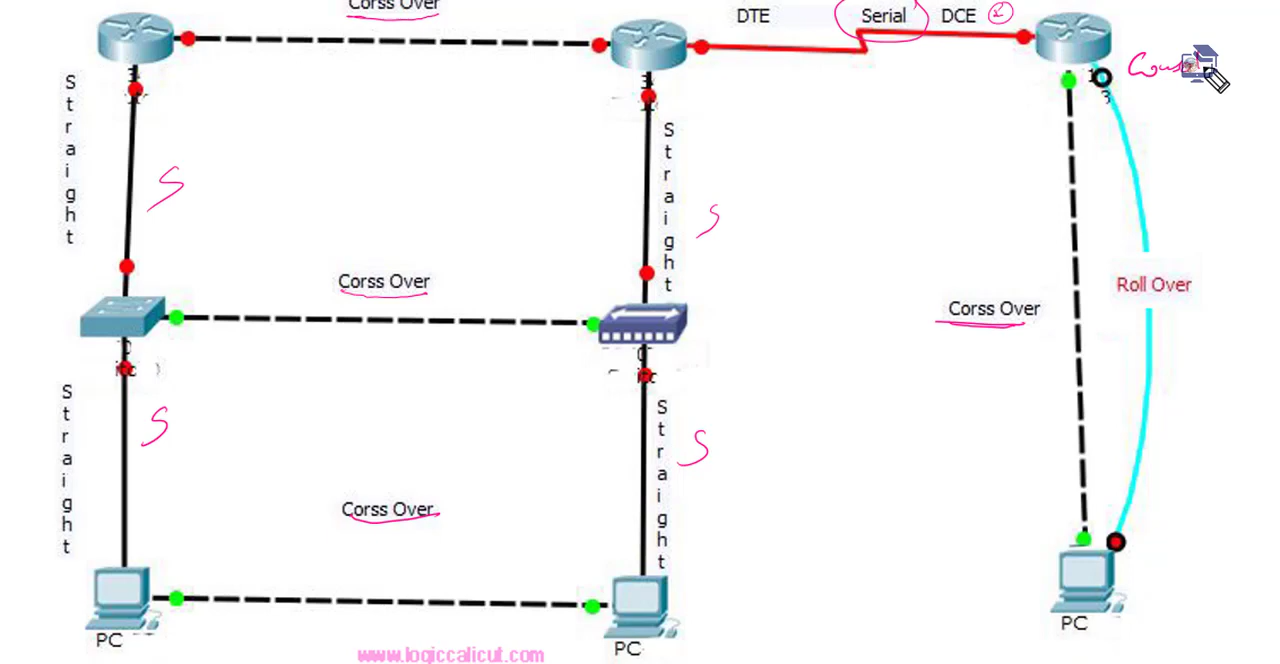 Corss Over
DTE
Serial
DCE
2
Straight
S
Straight
S
Corss Over
Corss Over
Roll Over
Straight
S
Straight
S
Corss Over
PC
PC
PC
www.logiccalicut.com